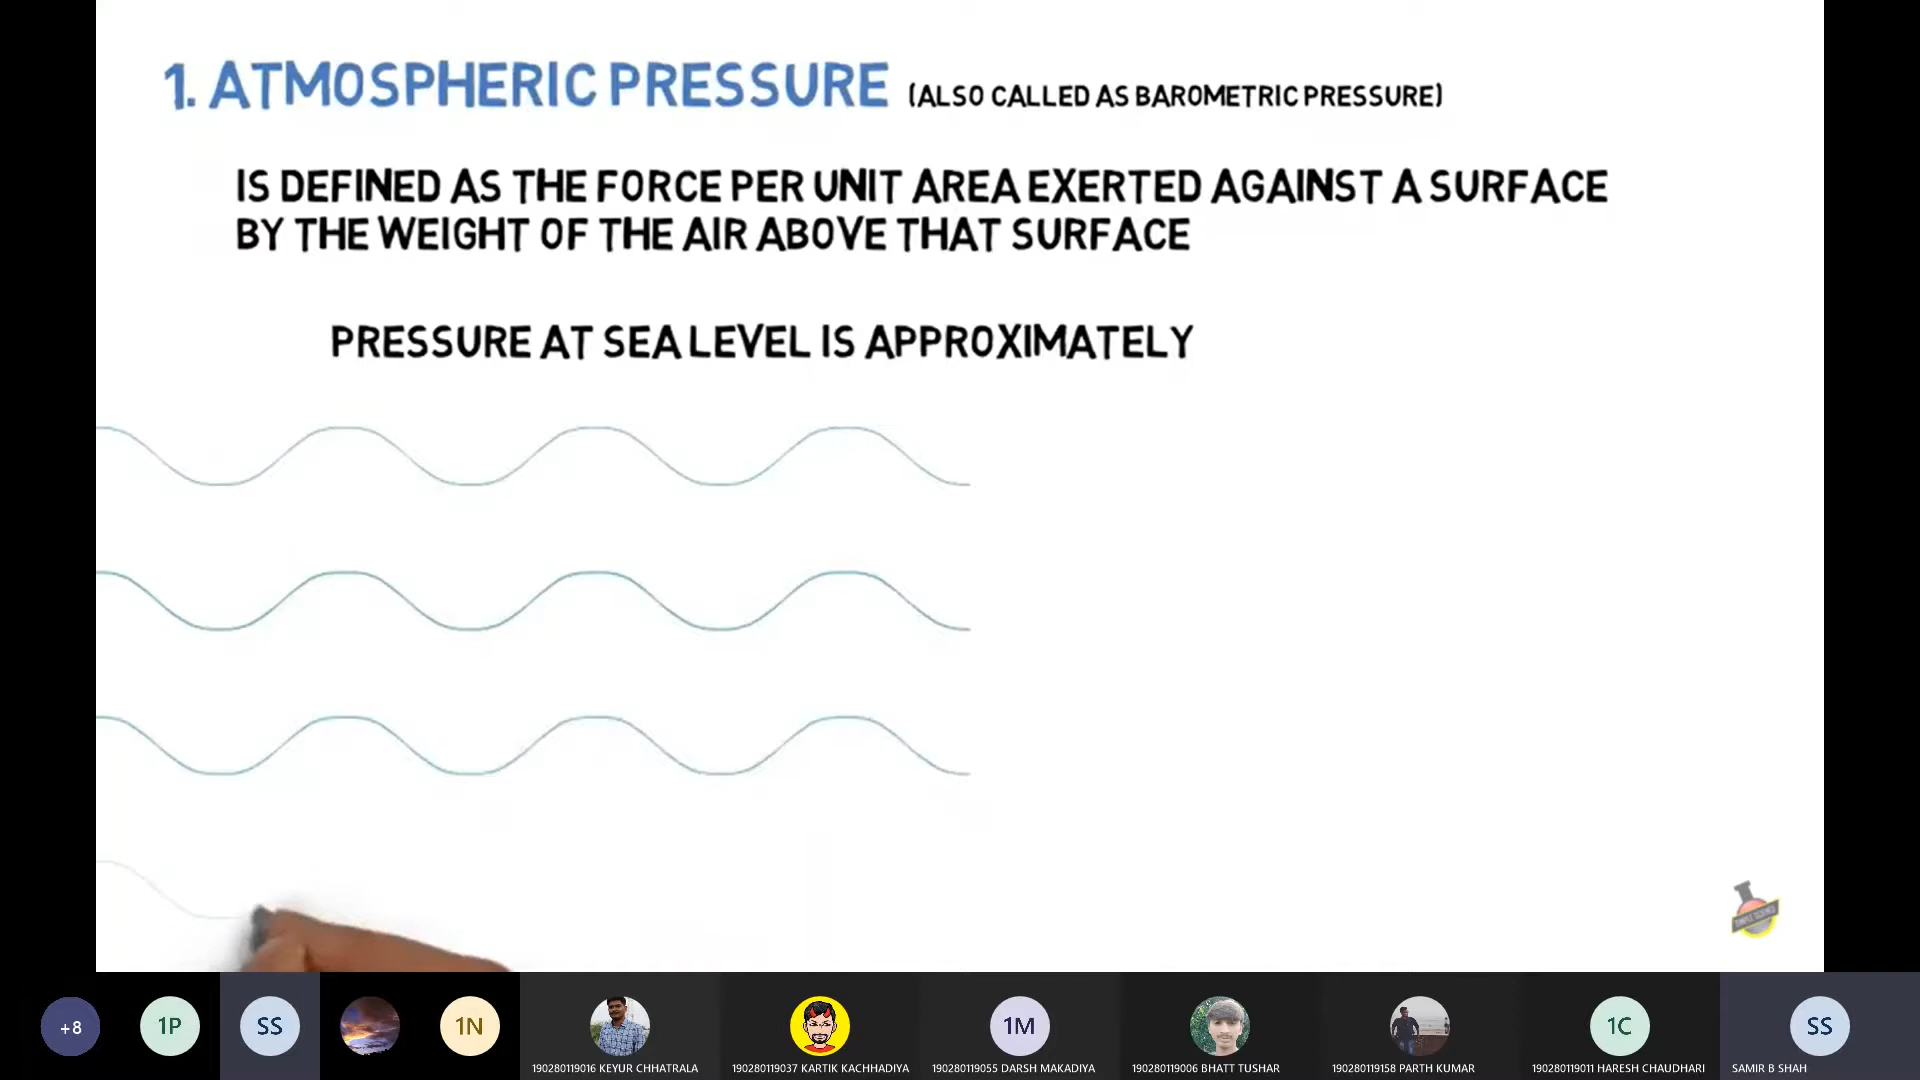 1. ATMOSPHERIC PRESSURE (ALSO CALLED AS BAROMETRIC PRESSURE)
IS DEFINED AS THE FORCE PER UNIT AREA EXERTED AGAINST A SURFACE
BY THE WEIGHT OF THE AIR ABOVE THAT SURFACE
PRESSURE AT SEA LEVEL IS APPROXIMATELY
SIMPLE SCIENCE
+8 1P SS 1N 1M 1C SS
190280119016 KEYUR CHHATRALA 190280119037 KARTIK KACHHADIYA 190280119055 DARSH MAKADIYA 190280119006 BHATT TUSHAR 190280119158 PARTH KUMAR 190280119011 HARESH CHAUDHARI SAMIR B SHAH